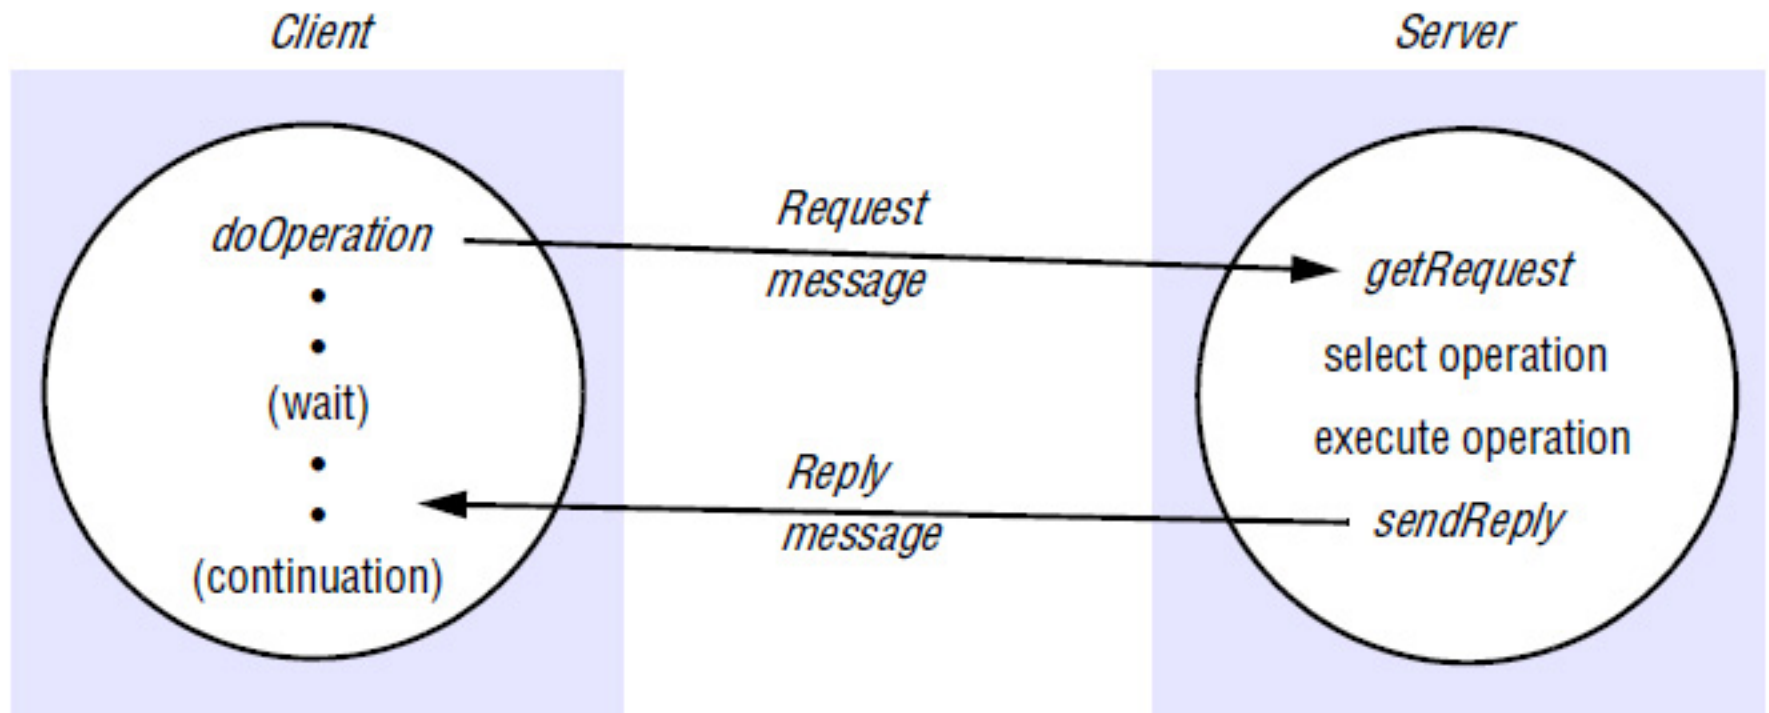 Client
Server
doOperation
•
•
(wait)
•
•
(continuation)
Request
message
Reply
message
getRequest
select operation
execute operation
sendReply